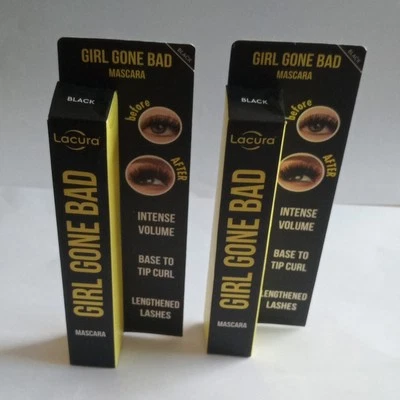 GIRL GONE BAD
MASCARA
BLACK
BLACK
before
Lacura
AFTER
GIRL GONE BAD
INTENSE
VOLUME
BASE TO
TIP CURL
LENGTHENED
LASHES
MASCARA
GIRL GONE BAD
MASCARA
BLACK
BLACK
before
Lacura
AFTER
GIRL GONE BAD
INTENSE
VOLUME
BASE TO
TIP CURL
LENGTHENED
LASHES
MASCARA